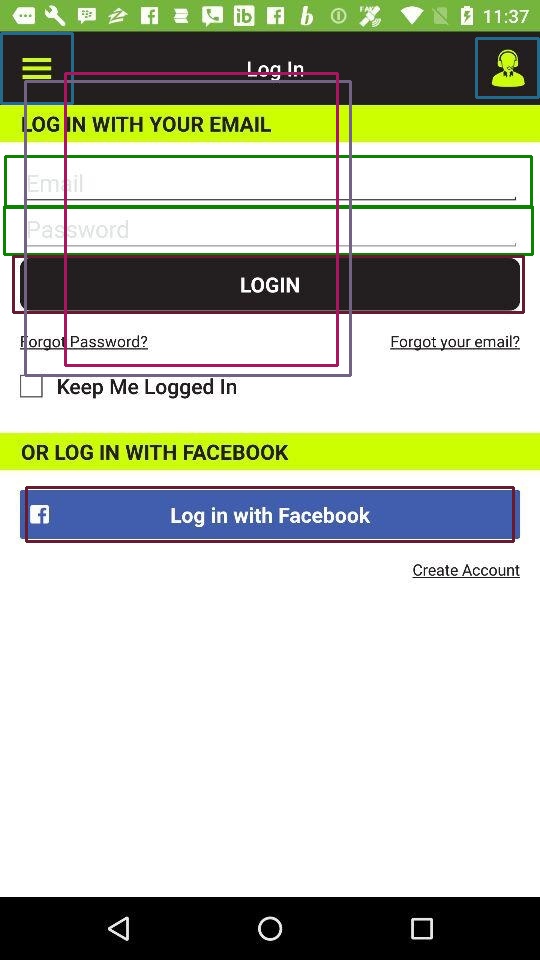 11:37
Log In
LOG IN WITH YOUR EMAIL
Email
Password
LOGIN
Forgot Password? Forgot your email?
Keep Me Logged In
OR LOG IN WITH FACEBOOK
Log in with Facebook
Create Account